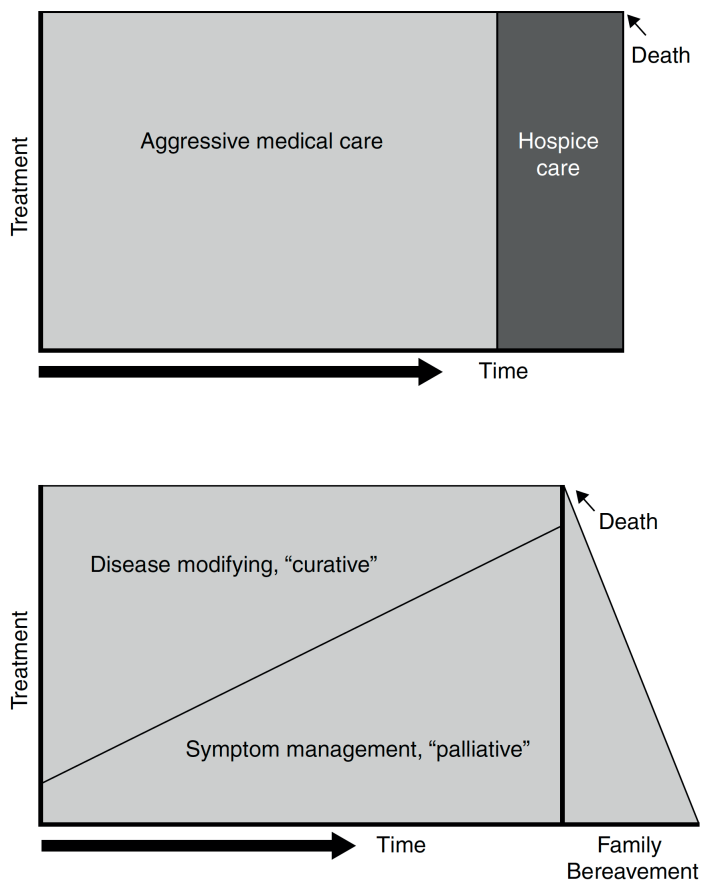 Death
Aggressive medical care
Hospice
care
Treatment
Time
Death
Disease modifying, “curative”
Treatment
Symptom management, “palliative”
Time
Family
Bereavement